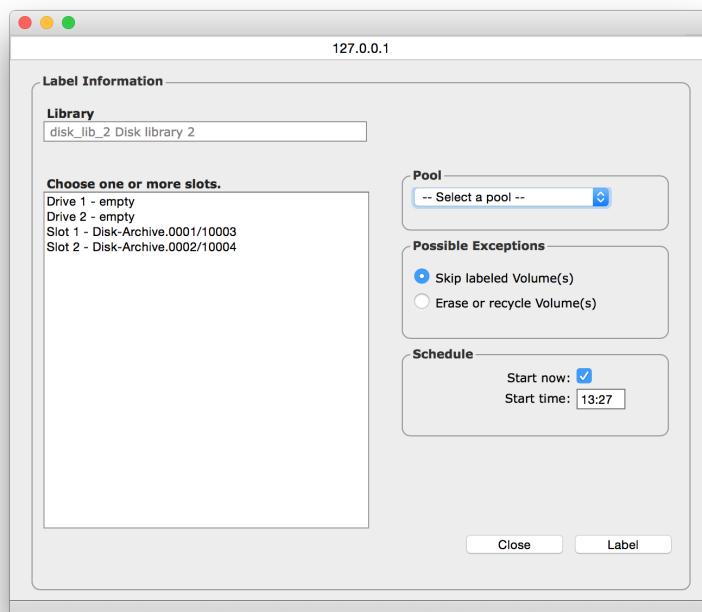 127.0.0.1
Label Information
Library
disk_lib_2 Disk library 2
Choose one or more slots.
Drive 1 - empty
Drive 2 - empty
Slot 1 - Disk-Archive.0001/10003
Slot 2 - Disk-Archive.0002/10004
Pool
-- Select a pool --
Possible Exceptions
Skip labeled Volume(s)
Erase or recycle Volume(s)
Schedule
Start now:
Start time: 13:27
Close
Label